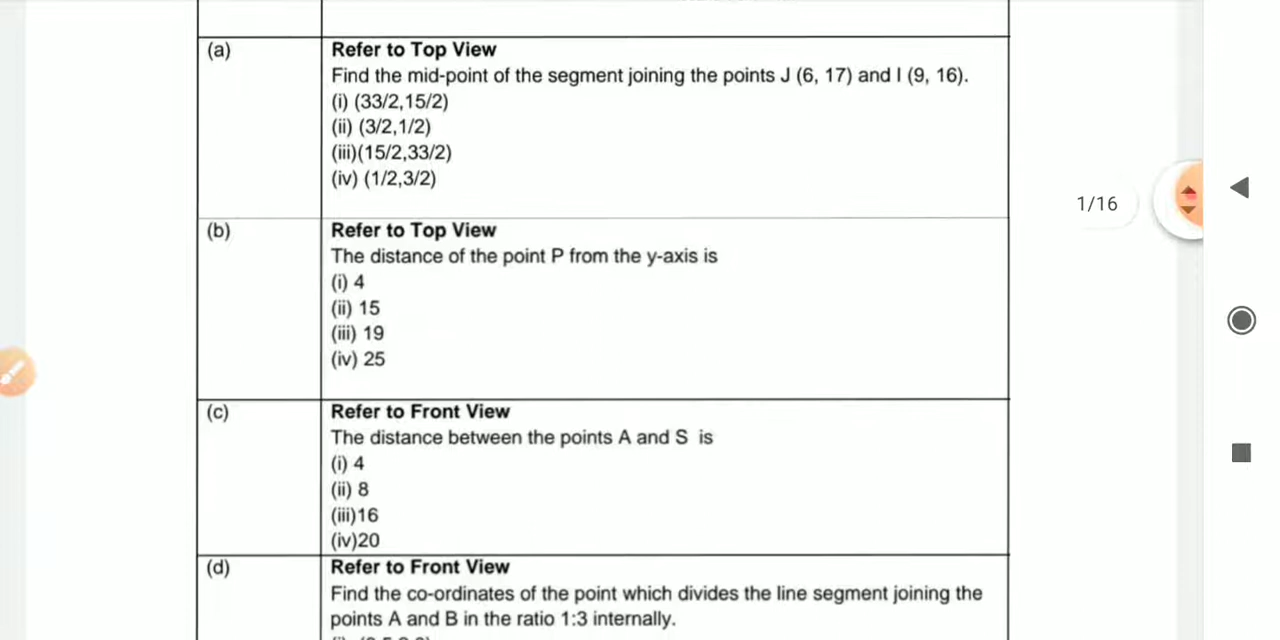 (a)
Refer to Top View
Find the mid-point of the segment joining the points J (6, 17) and I (9, 16).
(i) (33/2,15/2)
(ii) (3/2,1/2)
(iii)(15/2,33/2)
(iv) (1/2,3/2)
(b)
Refer to Top View
The distance of the point P from the y-axis is
(i) 4
(ii) 15
(iii) 19
(iv) 25
(c)
Refer to Front View
The distance between the points A and S is
(i) 4
(ii) 8
(iii)16
(iv)20
(d)
Refer to Front View
Find the co-ordinates of the point which divides the line segment joining the
points A and B in the ratio 1:3 internally.
1/16